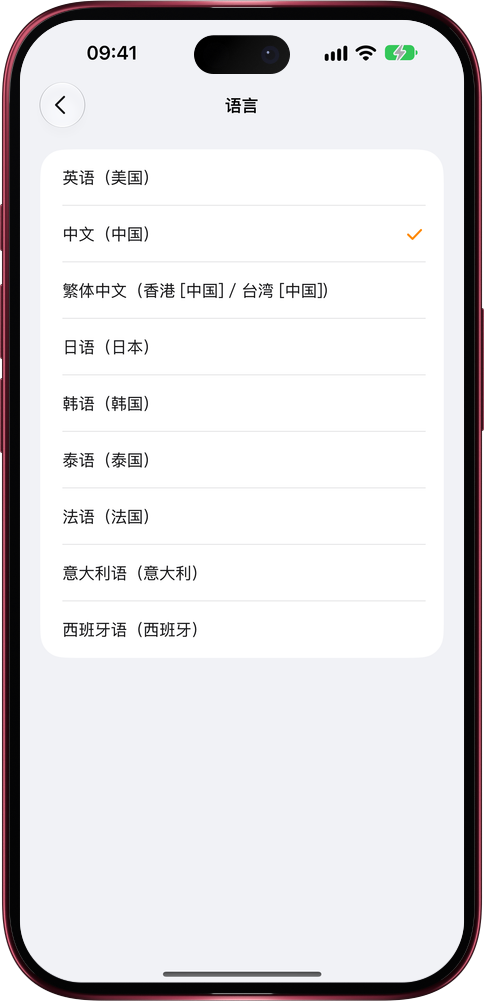 09:41
语言
英语（美国）
中文（中国）
繁体中文（香港 [中国] / 台湾 [中国]）
日语（日本）
韩语（韩国）
泰语（泰国）
法语（法国）
意大利语（意大利）
西班牙语（西班牙）